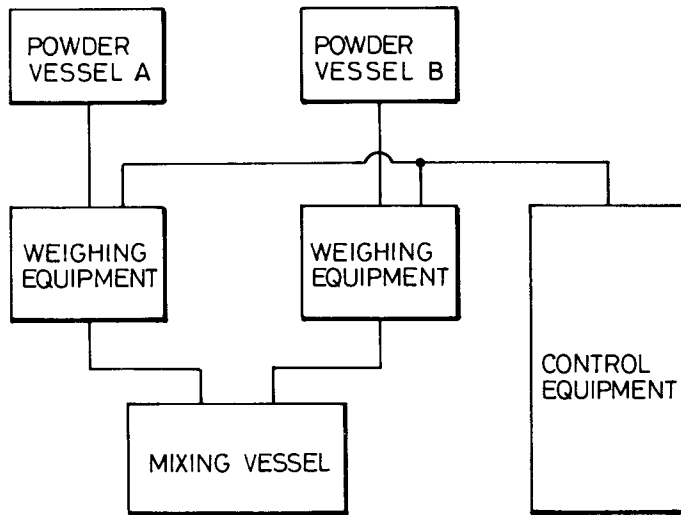 POWDER
VESSEL A
POWDER
VESSEL B
WEIGHING
EQUIPMENT
WEIGHING
EQUIPMENT
CONTROL
EQUIPMENT
MIXING VESSEL